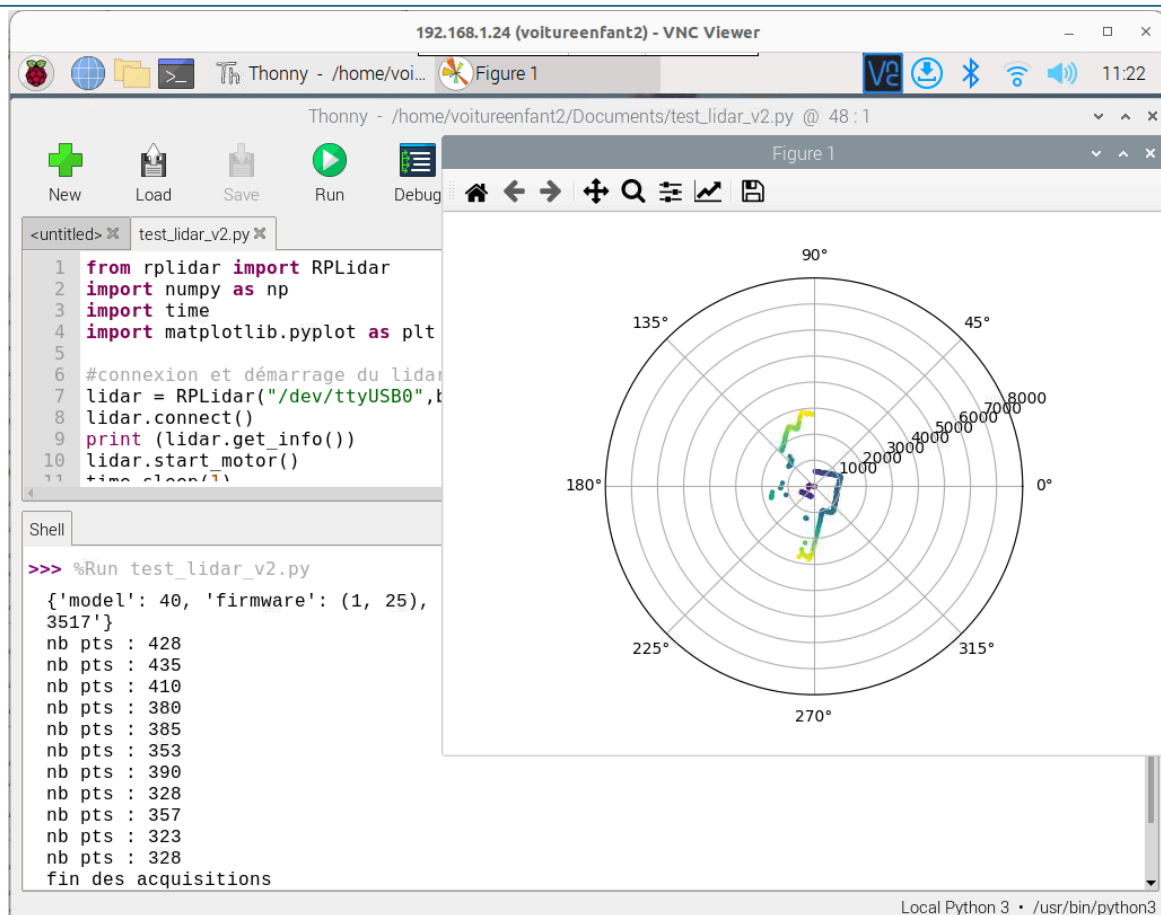 192.168.1.24 (voitureenfant2) - VNC Viewer
Thonny - /home/voi... Figure 1 11:22
Thonny - /home/voitureenfant2/Documents/test_lidar_v2.py @ 48 : 1
New Load Save Run Debug
Figure 1
<untitled> test_lidar_v2.py
1 from rplidar import RPLidar
2 import numpy as np
3 import time
4 import matplotlib.pyplot as plt
5
6 #connexion et démarrage du lidar
7 lidar = RPLidar("/dev/ttyUSB0",b
8 lidar.connect()
9 print (lidar.get_info())
10 lidar.start_motor()
11 time.sleep(1)
90°
135° 45°
8000
7000
6000
5000
4000
3000
2000
1000
180° 0°
225° 315°
270°
Shell
>>> %Run test_lidar_v2.py
{'model': 40, 'firmware': (1, 25),
3517'}
nb pts : 428
nb pts : 435
nb pts : 410
nb pts : 380
nb pts : 385
nb pts : 353
nb pts : 390
nb pts : 328
nb pts : 357
nb pts : 323
nb pts : 328
fin des acquisitions
Local Python 3 • /usr/bin/python3